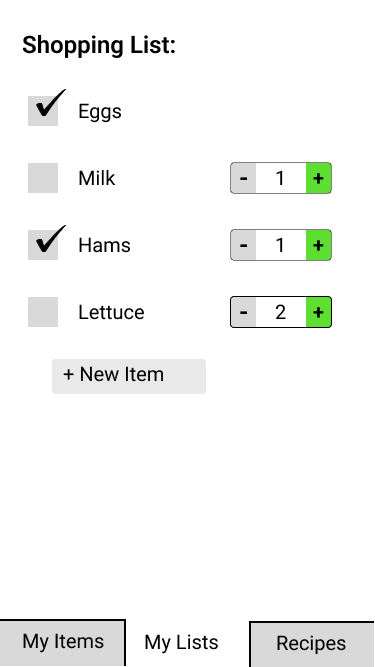 Shopping List:
Eggs
Milk - 1 +
Hams - 1 +
Lettuce - 2 +
+ New Item
My Items My Lists Recipes